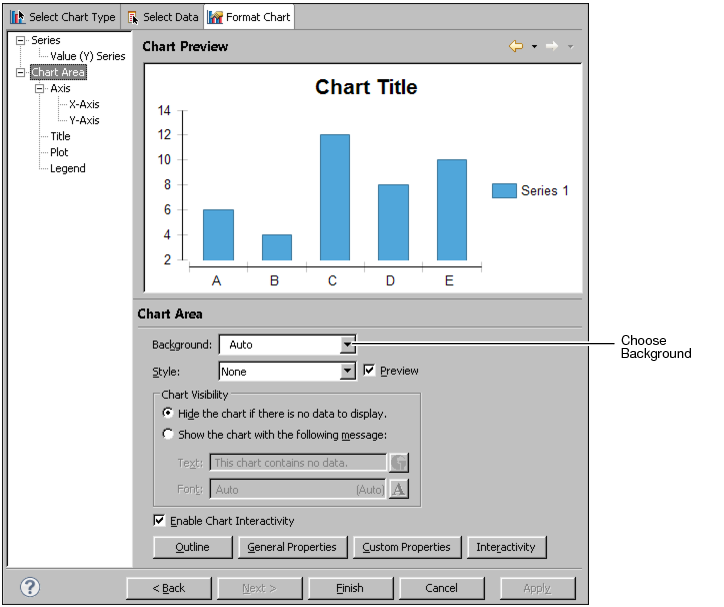 Select Chart Type Select Data Format Chart
Series
Value (Y) Series
Chart Area
Axis
X-Axis
Y-Axis
Title
Plot
Legend
Chart Preview
Chart Title
14
12
10
8
6
4
2
A B C D E
Series 1
Chart Area
Background: Auto
Choose
Background
Style: None Preview
Chart Visibility
Hide the chart if there is no data to display.
Show the chart with the following message:
Text: This chart contains no data. G
Font: Auto (Auto) A
Enable Chart Interactivity
Outline General Properties Custom Properties Interactivity
? < Back Next > Finish Cancel Apply